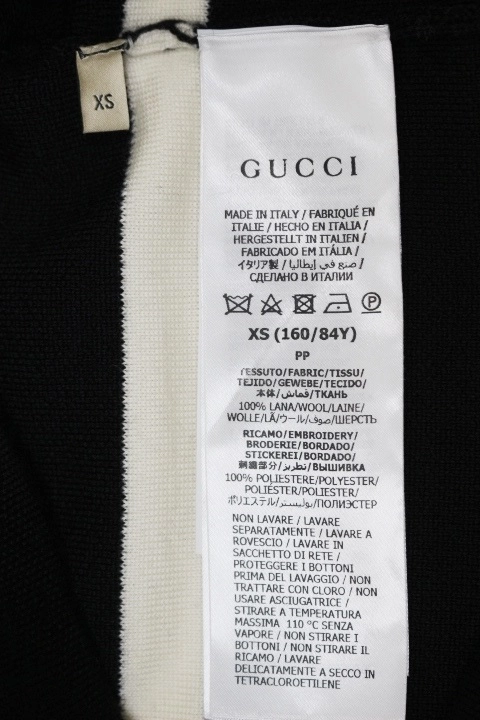 XS
GUCCI
MADE IN ITALY / FABRIQUÉ EN
ITALIE / HECHO EN ITALIA /
HERGESTELLT IN ITALIEN /
FABRICADO EM ITÁLIA /
イタリア製 / صنع في إيطاليا /
СДЕЛАНО В ИТАЛИИ
P
XS (160/84Y)
PP
TESSUTO/FABRIC/TISSU/
TEJIDO/GEWEBE/TECIDO/
本体/قماش/ТКАНЬ
100% LANA/WOOL/LAINE/
WOLLE/LÃ/ウール/صوف/ШЕРСТЬ
RICAMO/EMBROIDERY/
BRODERIE/BORDADO/
STICKEREI/BORDADO/
刺繍部分/تطريز/ВЫШИВКА
100% POLIESTERE/POLYESTER/
POLIÉSTER/POLIESTER/
ポリエステル/بوليستر/ПОЛИЭСТЕР
NON LAVARE / LAVARE
SEPARATAMENTE / LAVARE A
ROVESCIO / LAVARE IN
SACCHETTO DI RETE /
PROTEGGERE I BOTTONI
PRIMA DEL LAVAGGIO / NON
TRATTARE CON CLORO / NON
USARE ASCIUGATRICE /
STIRARE A TEMPERATURA
MASSIMA 110 °C SENZA
VAPORE / NON STIRARE I
BOTTONI / NON STIRARE IL
RICAMO / LAVARE
DELICATAMENTE A SECCO IN
TETRACLOROETILENE